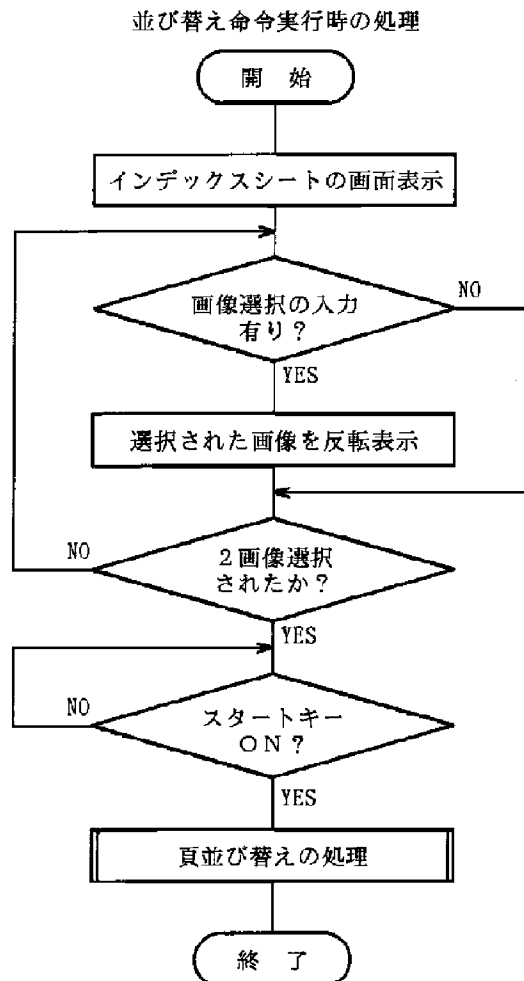 並び替え命令実行時の処理
開 始
インデックスシートの画面表示
画像選択の入力
有り？
NO
YES
選択された画像を反転表示
2画像選択
されたか？
NO
YES
スタートキー
ON？
NO
YES
頁並び替えの処理
終 了